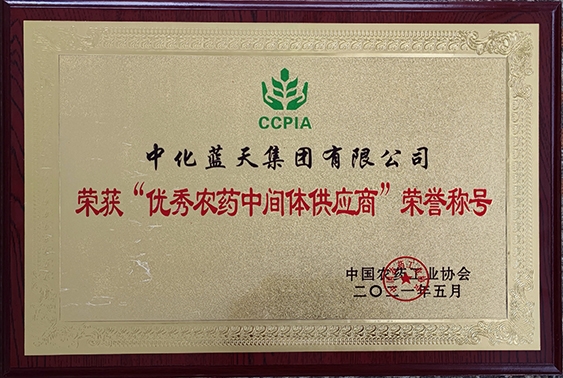 CCPIA
中化蓝天集团有限公司
荣获“优秀农药中间体供应商”荣誉称号
中国农药工业协会
二〇二一年五月